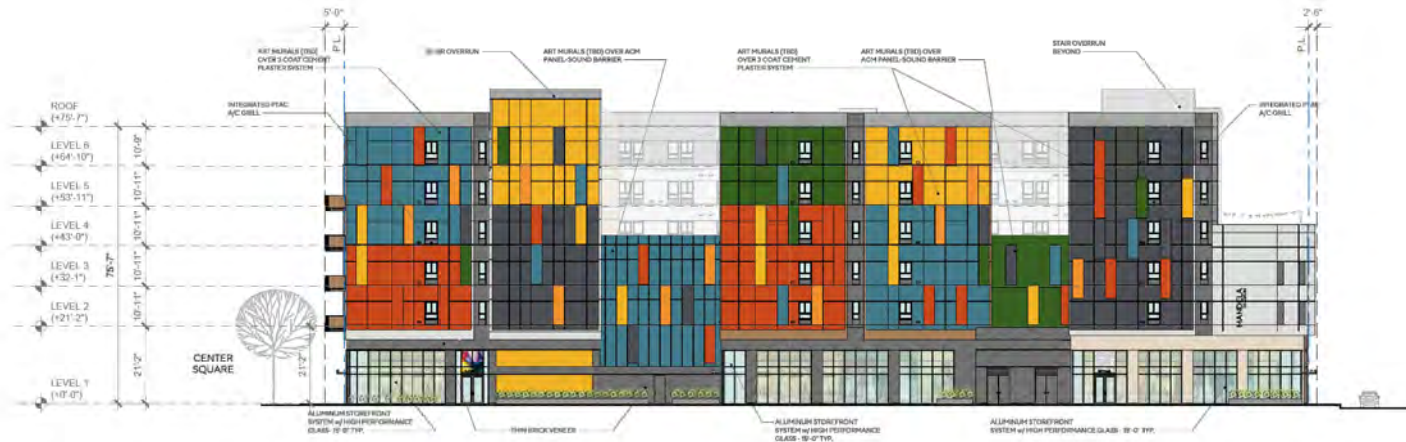 5'-0"
2'-6"
P.L.
P.L.
ART MURALS (TBD)
OVER 3 COAT CEMENT
PLASTER SYSTEM
OVERRUN
ART MURALS (TBD) OVER ACM
PANEL-SOUND BARRIER
ART MURALS (TBD)
OVER 3 COAT CEMENT
PLASTER SYSTEM
ART MURALS (TBD) OVER
ACM PANEL-SOUND BARRIER
STAIR OVERRUN
BEYOND
INTEGRATED PTAC
A/C GRILL
INTEGRATED
A/C GRILL
ROOF
(+75'-7")
LEVEL 6
(+64'-10")
LEVEL 5
(+53'-11")
LEVEL 4
(+43'-0")
LEVEL 3
(+32'-1")
LEVEL 2
(+21'-2")
LEVEL 1
(+0'-0")
75'-7"
10'-9"
10'-11"
10'-11"
10'-11"
10'-11"
21'-2"
21'-2"
CENTER
SQUARE
MANDELA
ALUMINUM STOREFRONT
SYSTEM w/ HIGH PERFORMANCE
GLASS - 15'-0" TYP.
THIN BRICK VENEER
ALUMINUM STOREFRONT
SYSTEM w/ HIGH PERFORMANCE
GLASS - 15'-0" TYP.
ALUMINUM STOREFRONT
SYSTEM w/ HIGH PERFORMANCE GLASS - 15'-0" TYP.